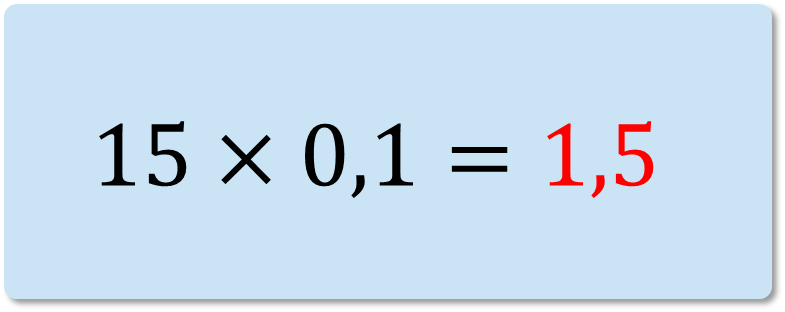 15 × 0,1 = 1,5